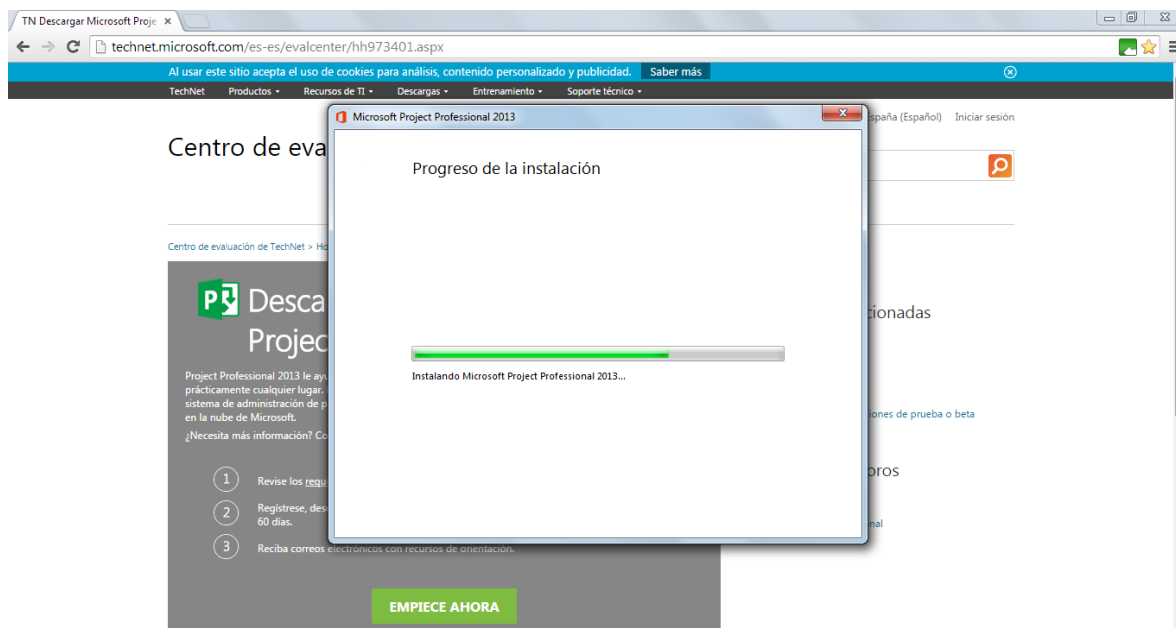 TN Descargar Microsoft Proje
technet.microsoft.com/es-es/evalcenter/hh973401.aspx
Al usar este sitio acepta el uso de cookies para análisis, contenido personalizado y publicidad. Saber más
TechNet Productos Recursos de TI Descargas Entrenamiento Soporte técnico
Microsoft Project Professional 2013
España (Español) Iniciar sesión
Centro de eva
Progreso de la instalación
Centro de evaluación de TechNet > Ho
Desca
Projec
cionadas
Instalando Microsoft Project Professional 2013...
Project Professional 2013 le ayu
prácticamente cualquier lugar.
sistema de administración de p
en la nube de Microsoft.
iones de prueba o beta
¿Necesita más información? Co
oros
1 Revise los requ
2 Regístrese, des
60 días.
nal
3 Reciba correos electrónicos con recursos de orientación.
EMPIECE AHORA